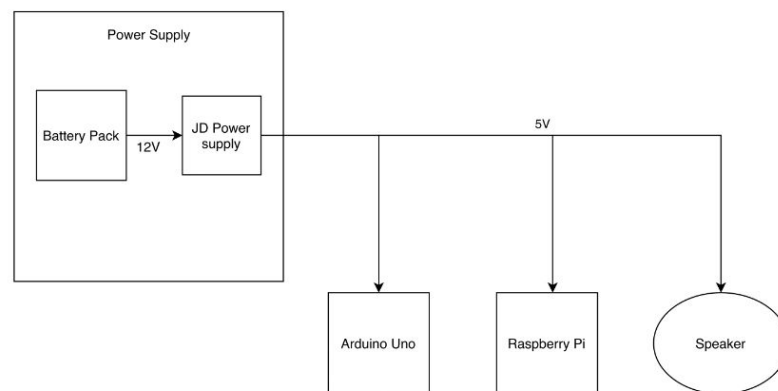 Power Supply
Battery Pack
12V
JD Power
supply
5V
Arduino Uno
Raspberry Pi
Speaker